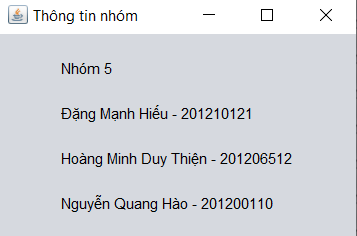 Thông tin nhóm
Nhóm 5
Đặng Mạnh Hiếu - 201210121
Hoàng Minh Duy Thiện - 201206512
Nguyễn Quang Hào - 201200110